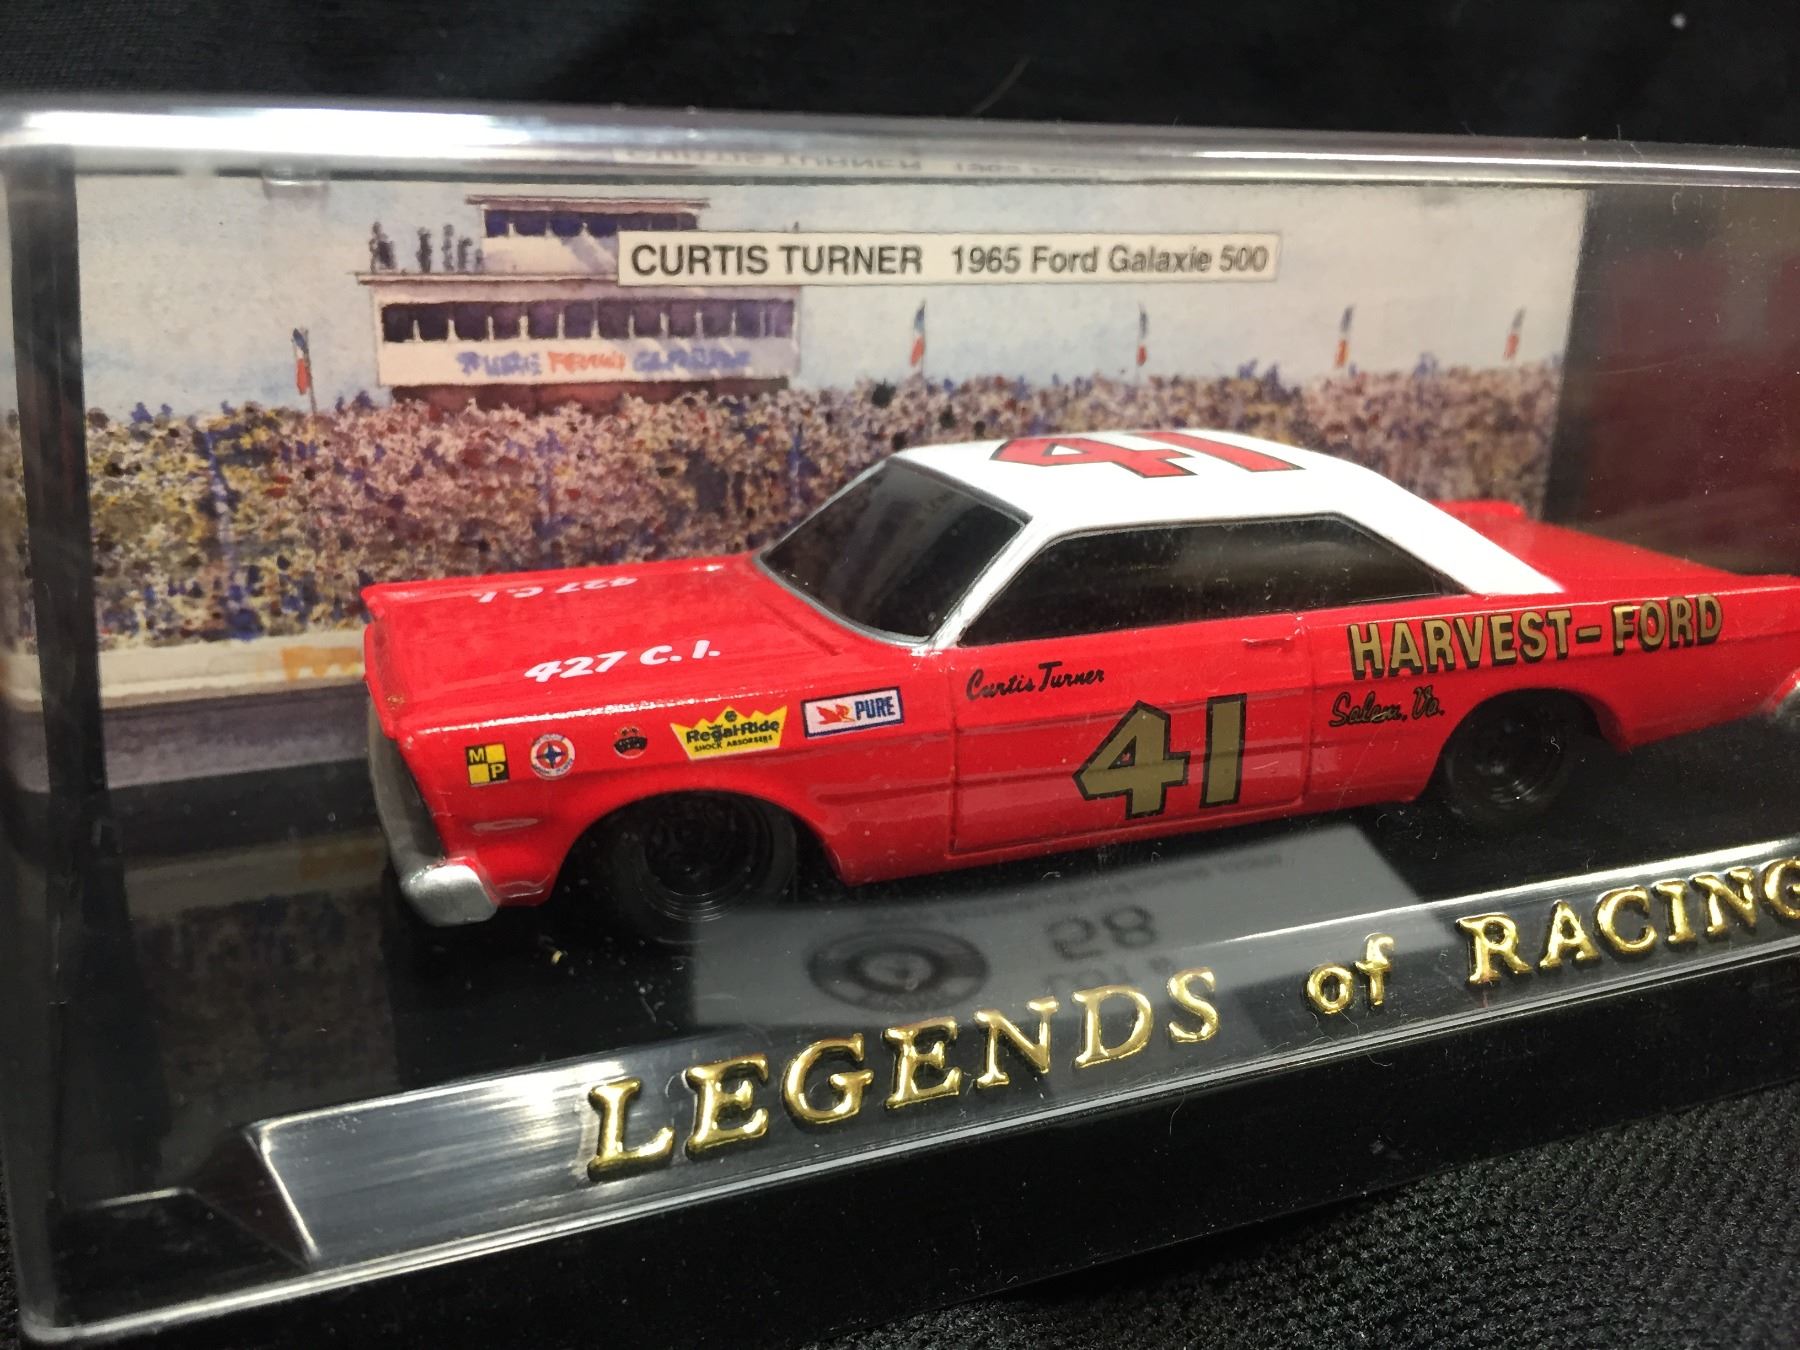 CURTIS TURNER 1965 Ford Galaxie 500
41
427 C.I.
427 C.I.
HARVEST-FORD
Curtis Turner
Salem, Va.
41
PURE
Regal Ride
SHOCK ABSORBERS
M
P
LEGENDS of RACING